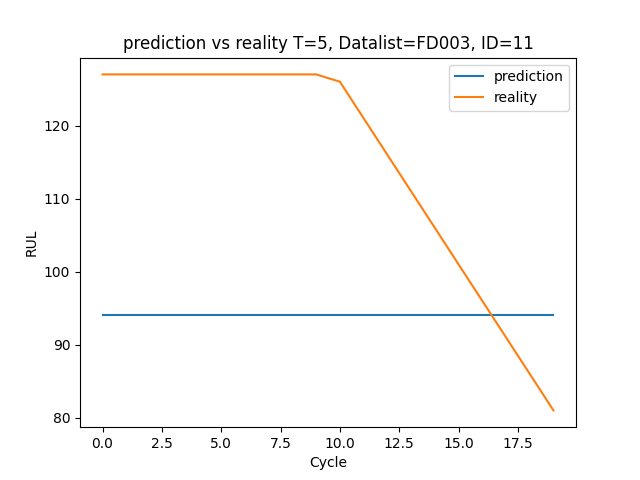 prediction vs reality T=5, Datalist=FD003, ID=11
prediction
reality
RUL
120
110
100
90
80
0.0 2.5 5.0 7.5 10.0 12.5 15.0 17.5
Cycle